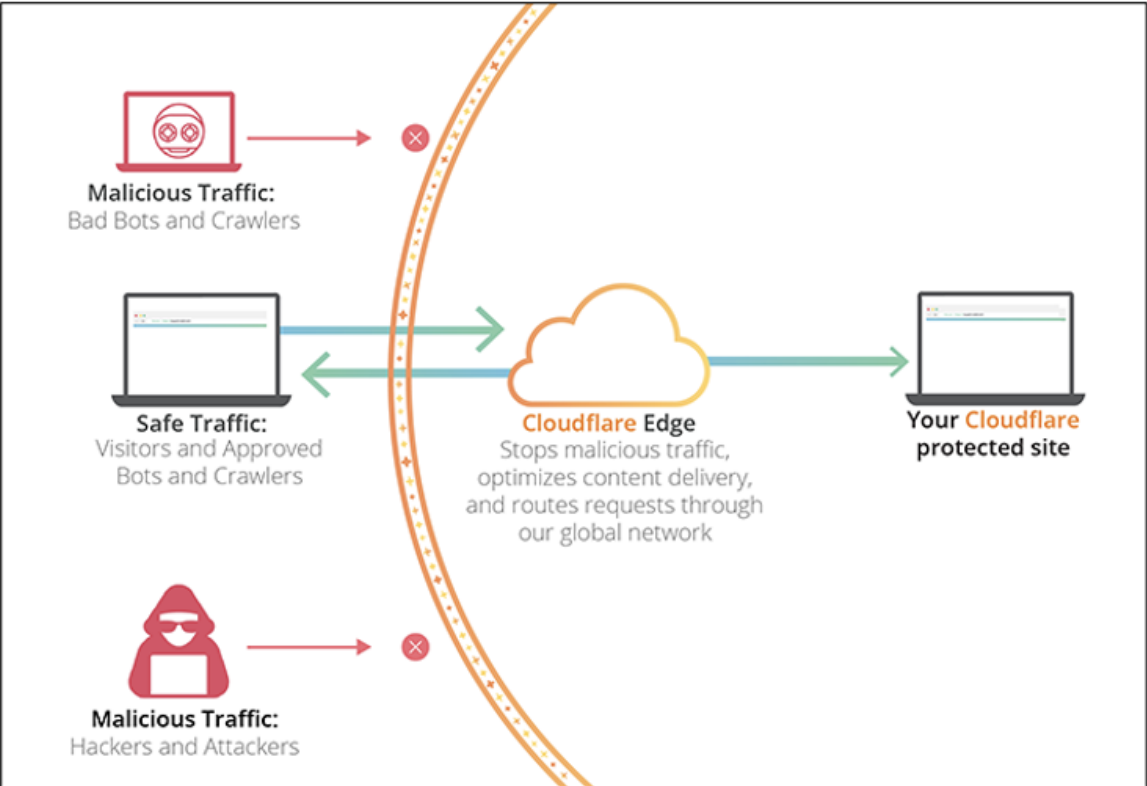 Malicious Traffic:
Bad Bots and Crawlers
Safe Traffic:
Visitors and Approved
Bots and Crawlers
Cloudflare Edge
Stops malicious traffic,
optimizes content delivery,
and routes requests through
our global network
Your Cloudflare
protected site
Malicious Traffic:
Hackers and Attackers